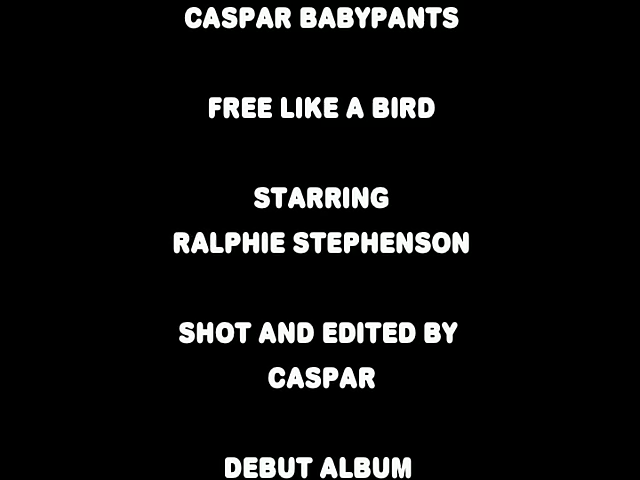 CASPAR BABYPANTS
FREE LIKE A BIRD
STARRING
RALPHIE STEPHENSON
SHOT AND EDITED BY
CASPAR
DEBUT ALBUM